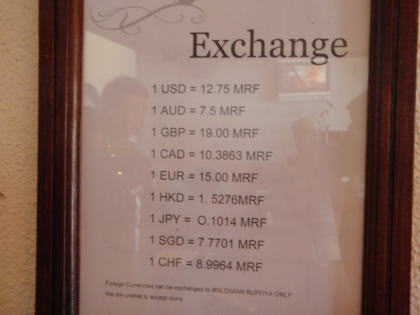 Exchange
1 USD = 12.75 MRF
1 AUD = 7.5 MRF
1 GBP = 19.00 MRF
1 CAD = 10.3863 MRF
1 EUR = 15.00 MRF
1 HKD = 1. 5276MRF
1 JPY = O.1014 MRF
1 SGD = 7.7701 MRF
1 CHF = 8.9964 MRF
Foreign Currencies can be exchanged to MALDIVIAN RUFFIYA ONLY
We are unable to accept coins